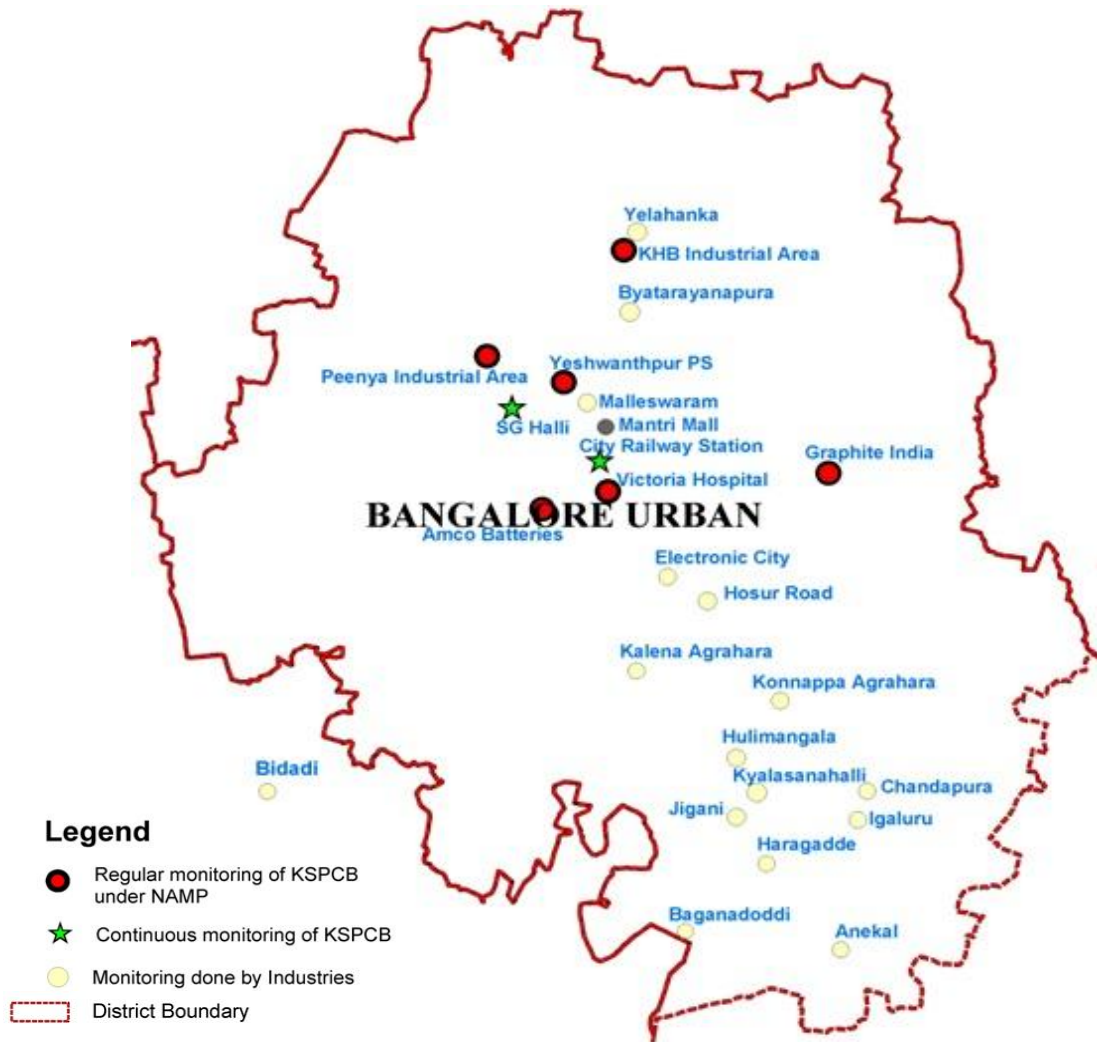 Yelahanka
KHB Industrial Area
Byatarayanapura
Yeshwanthpur PS
Peenya Industrial Area
Malleswaram
SG Halli
Mantri Mall
City Railway Station
Graphite India
Victoria Hospital
BANGALORE URBAN
Amco Batteries
Electronic City
Hosur Road
Kalena Agrahara
Konnappa Agrahara
Hulimangala
Bidadi
Kyalasanahalli
Chandapura
Jigani
Igaluru
Haragadde
Baganadoddi
Anekal
Legend
Regular monitoring of KSPCB
under NAMP
Continuous monitoring of KSPCB
Monitoring done by Industries
District Boundary